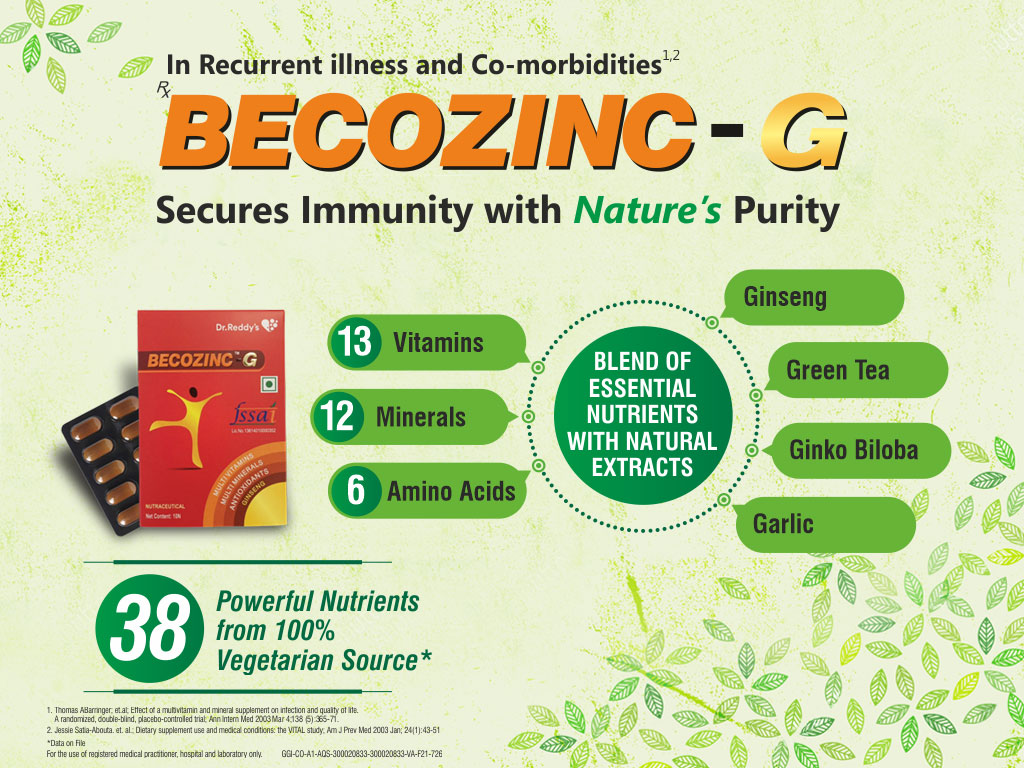 In Recurrent illness and Co-morbidities1,2
Rx
BECOZINC - G
Secures Immunity with Nature's Purity
Dr.Reddy's
BECOZINC-G
fssai
Lic No.
MULTIVITAMINS
MULTIMINERALS
ANTIOXIDANTS
GINSENG
NUTRACEUTICAL
Net Content: 10N
13 Vitamins
12 Minerals
6 Amino Acids
BLEND OF
ESSENTIAL
NUTRIENTS
WITH NATURAL
EXTRACTS
Ginseng
Green Tea
Ginko Biloba
Garlic
38
Powerful Nutrients
from 100%
Vegetarian Source*
1. Thomas ABarringer; et.al; Effect of a multivitamin and mineral supplement on infection and quality of life.
A randomized, double-blind, placebo-controlled trial; Ann Intern Med 2003 Mar 4;138 (5):365-71.
2. Jessie Satia-Abouta. et. al.; Dietary supplement use and medical conditions: the VITAL study; Am J Prev Med 2003 Jan; 24(1):43-51
*Data on File
For the use of registered medical practitioner, hospital and laboratory only. GGI-CO-A1-AQS-300020833-300020833-VA-F21-726